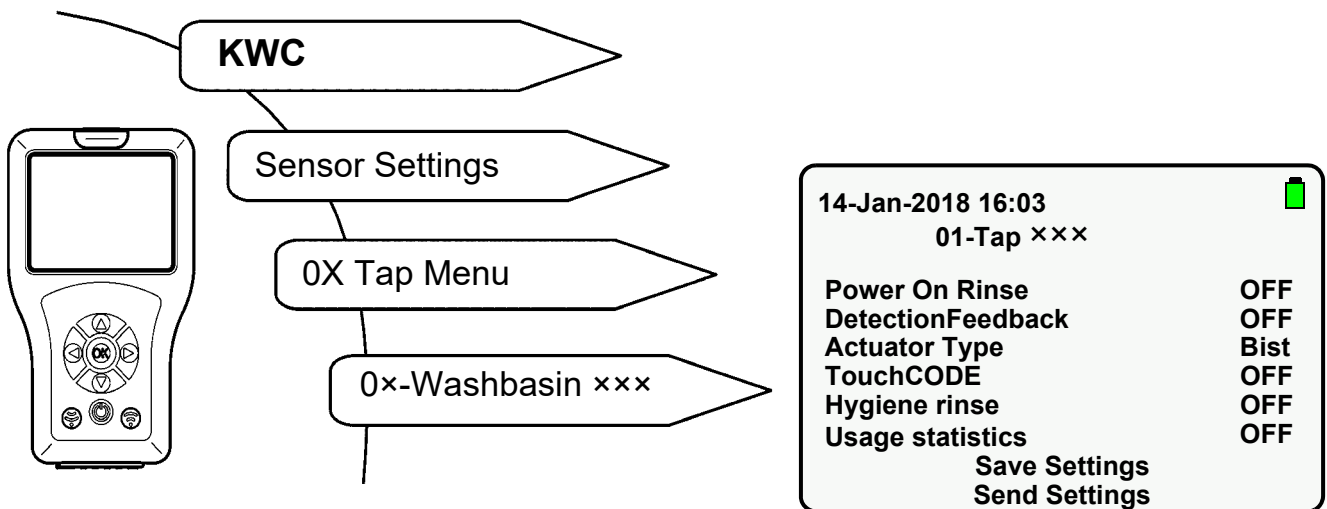 KWC
Sensor Settings
0X Tap Menu
0×-Washbasin ×××
OK
14-Jan-2018 16:03
01-Tap ×××
Power On Rinse OFF
DetectionFeedback OFF
Actuator Type Bist
TouchCODE OFF
Hygiene rinse OFF
Usage statistics OFF
Save Settings
Send Settings